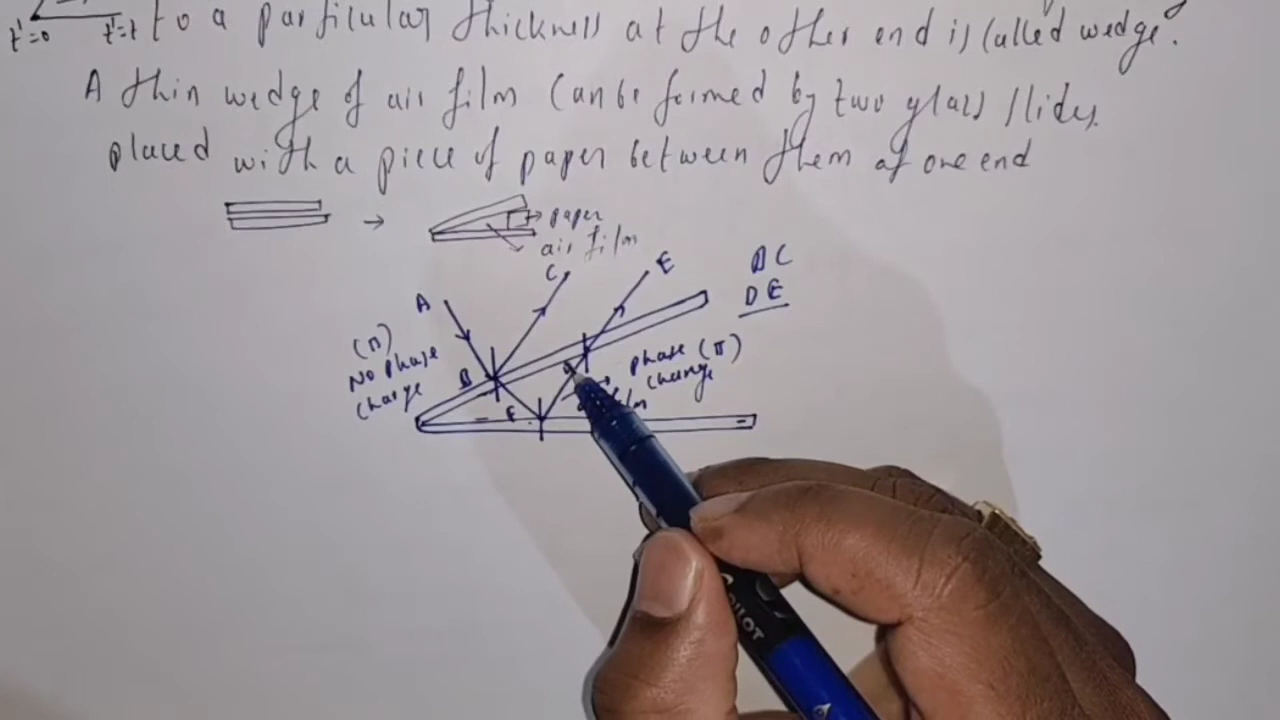 t'=0 t'=t to a particular thickness at the other end is called wedge.
A thin wedge of air film can be formed by two glass slides
placed with a piece of paper between them at one end
→ paper
air film
C E BC
A DE
(π) No phase change
B F phase (π) change
film
PILOT